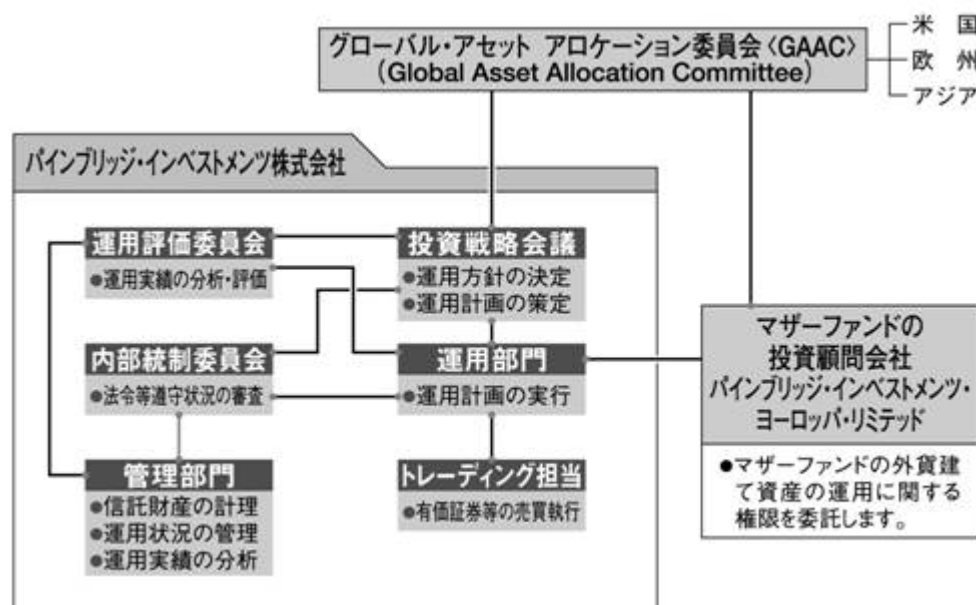 グローバル・アセット アロケーション委員会〈GAAC〉
(Global Asset Allocation Committee)
米 国
欧 州
アジア
パインブリッジ・インベストメンツ株式会社
運用評価委員会
●運用実績の分析・評価
投資戦略会議
●運用方針の決定
●運用計画の策定
内部統制委員会
●法令等遵守状況の審査
運用部門
●運用計画の実行
管理部門
●信託財産の計理
●運用状況の管理
●運用実績の分析
トレーディング担当
●有価証券等の売買執行
マザーファンドの
投資顧問会社
パインブリッジ・インベストメンツ・
ヨーロッパ・リミテッド
●マザーファンドの外貨建
て資産の運用に関する
権限を委託します。